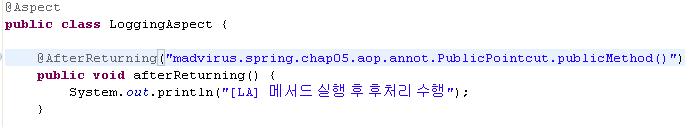 @Aspect
public class LoggingAspect {
@AfterReturning("madvirus.spring.chap05.aop.annot.PublicPointcut.publicMethod()")
public void afterReturning() {
System.out.println("[LA] 메서드 실행 후 후처리 수행");
}